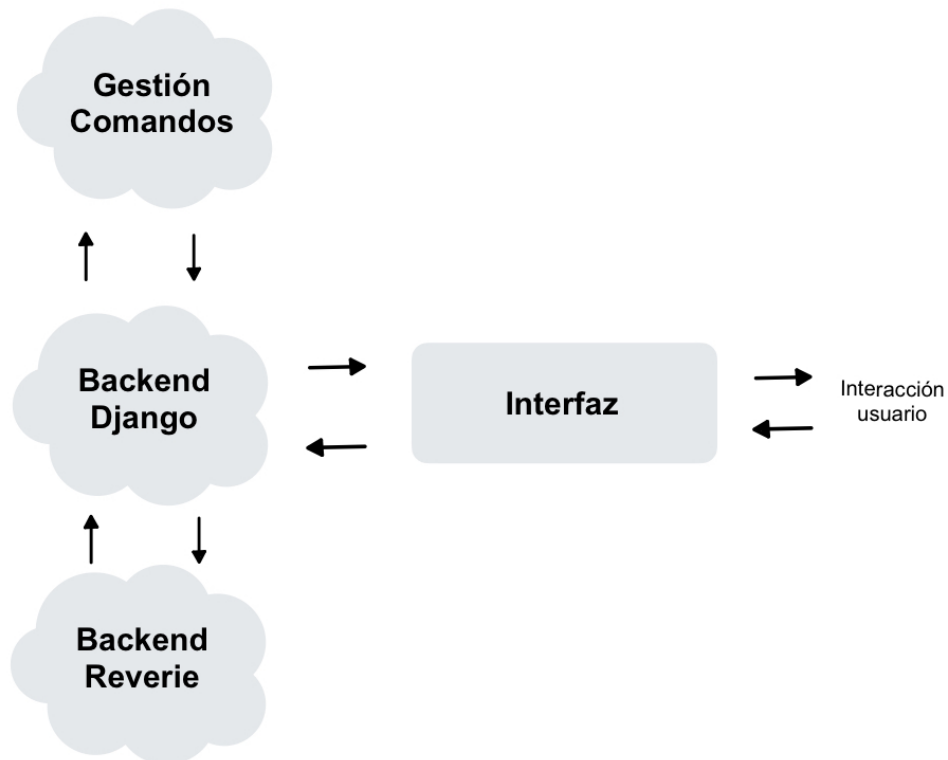 Gestión
Comandos
Backend
Django
Interfaz
Interacción
usuario
Backend
Reverie